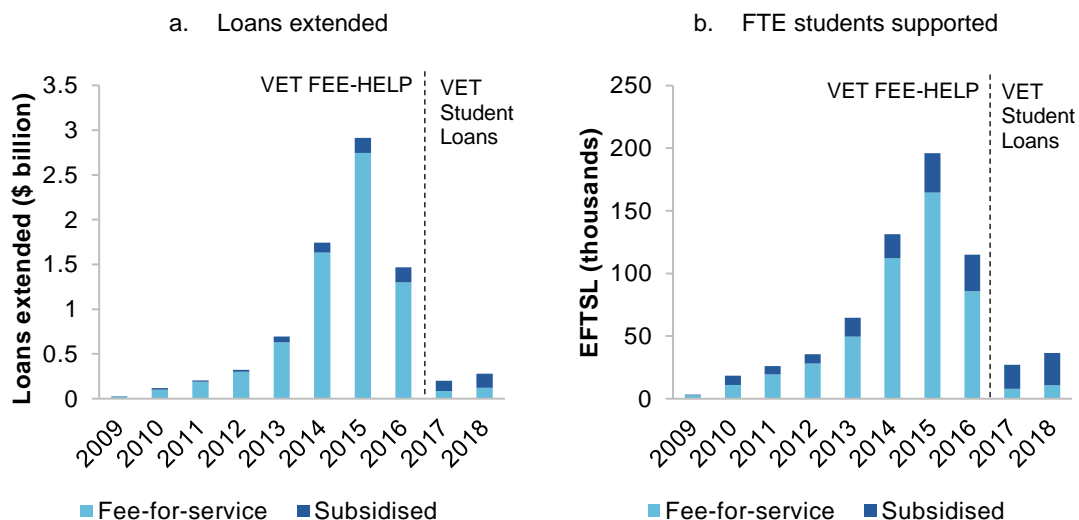 a. Loans extended
VET FEE-HELP
VET
Student
Loans
Loans extended ($ billion)
3.5
3
2.5
2
1.5
1
0.5
0
2009
2010
2011
2012
2013
2014
2015
2016
2017
2018
Fee-for-service
Subsidised
b. FTE students supported
VET FEE-HELP
VET
Student
Loans
EFTSL (thousands)
250
200
150
100
50
0
2009
2010
2011
2012
2013
2014
2015
2016
2017
2018
Fee-for-service
Subsidised